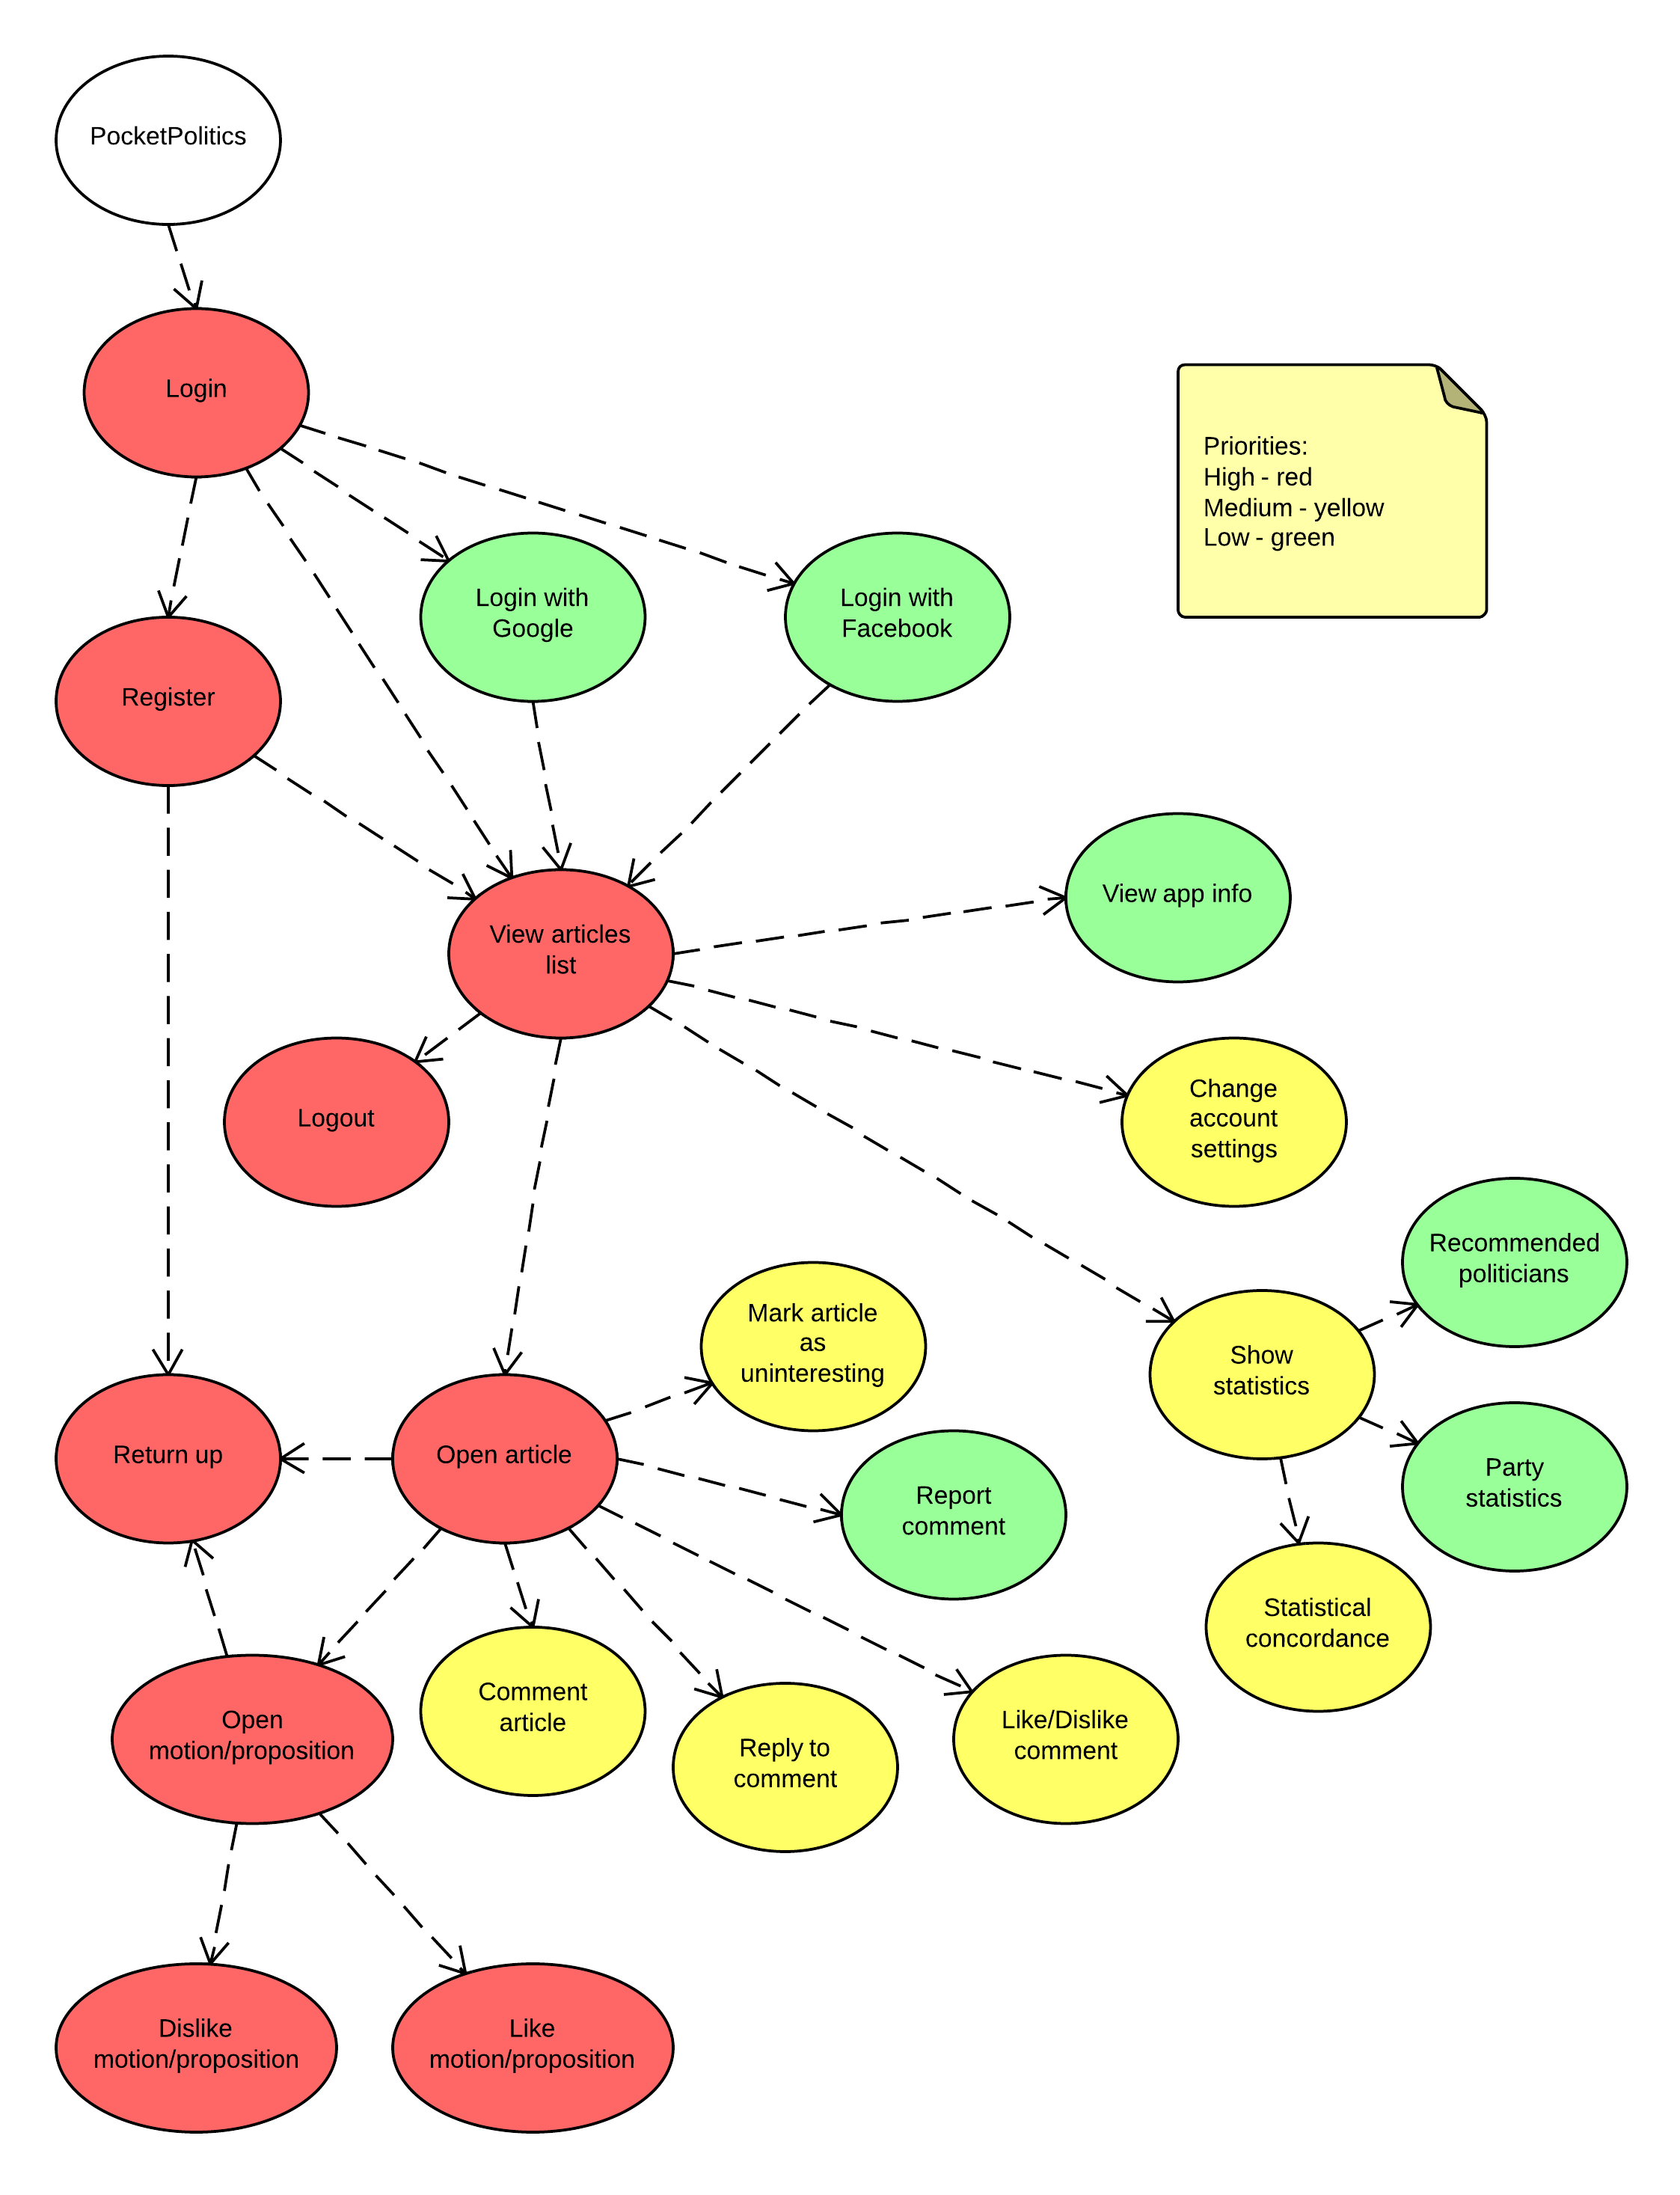 PocketPolitics
Login
Priorities:
High - red
Medium - yellow
Low - green
Login with
Google
Login with
Facebook
Register
View app info
View articles
list
Change
account
settings
Logout
Recommended
politicians
Mark article
as
uninteresting
Show
statistics
Return up
Open article
Report
comment
Party
statistics
Statistical
concordance
Open
motion/proposition
Comment
article
Reply to
comment
Like/Dislike
comment
Dislike
motion/proposition
Like
motion/proposition